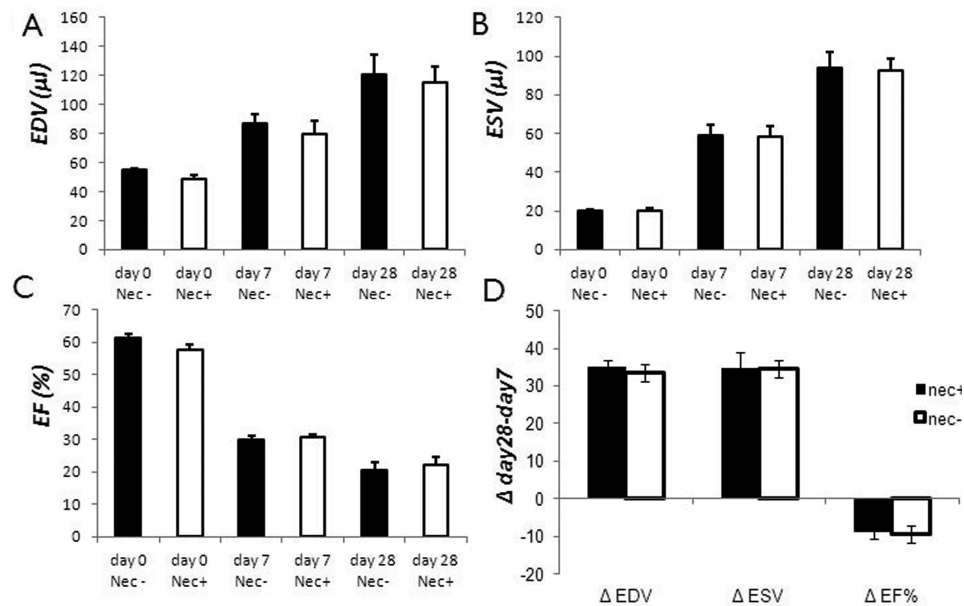 A
EDV (µl)
160
140
120
100
80
60
40
20
0
day 0 day 0 day 7 day 7 day 28 day 28
Nec - Nec+ Nec- Nec+ Nec- Nec+
B
ESV (µl)
120
100
80
60
40
20
0
day 0 day 0 day 7 day 7 day 28 day 28
Nec - Nec+ Nec- Nec+ Nec- Nec+
C
EF (%)
70
60
50
40
30
20
10
0
day 0 day 0 day 7 day 7 day 28 day 28
Nec - Nec+ Nec- Nec+ Nec- Nec+
D
Δ day28-day7
50
40
30
20
10
0
-10
-20
Δ EDV Δ ESV Δ EF%
nec+
nec-